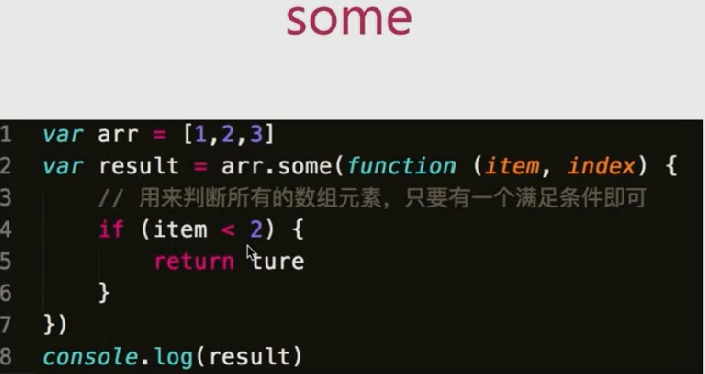 some
1 var arr = [1,2,3]
2 var result = arr.some(function (item, index) {
3 // 用来判断所有的数组元素，只要有一个满足条件即可
4 if (item < 2) {
5 return ture
6 }
7 })
8 console.log(result)